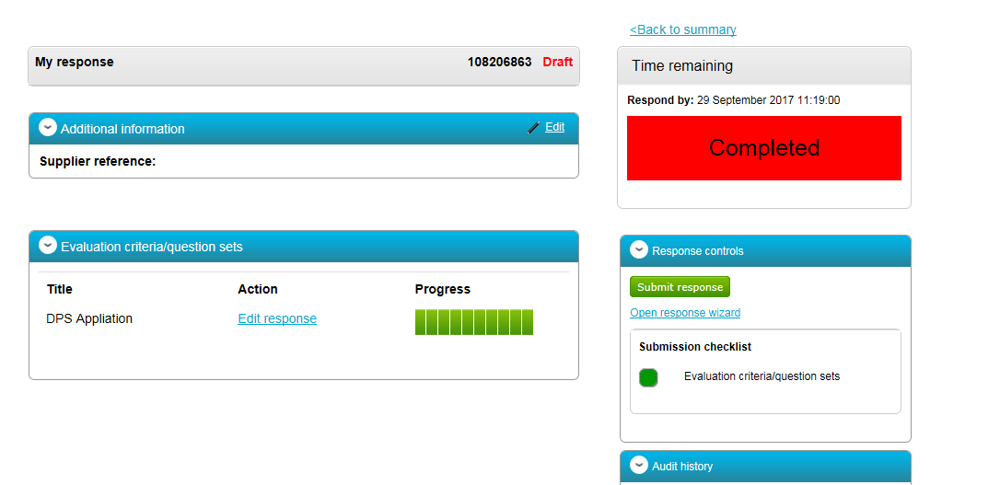 <Back to summary
My response 108206863 Draft
Time remaining
Respond by: 29 September 2017 11:19:00
Completed
Additional information Edit
Supplier reference:
Evaluation criteria/question sets
Title Action Progress
DPS Appliation Edit response
Response controls
Submit response
Open response wizard
Submission checklist
Evaluation criteria/question sets
Audit history